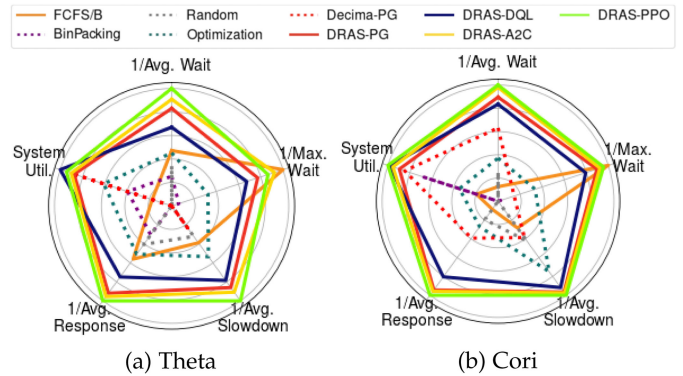 FCFS/B Random Decima-PG DRAS-DQL DRAS-PPO
BinPacking Optimization DRAS-PG DRAS-A2C
1/Avg. Wait
System
Util.
1/Max.
Wait
1/Avg.
Response
1/Avg.
Slowdown
(a) Theta
1/Avg. Wait
System
Util.
1/Max.
Wait
1/Avg.
Response
1/Avg.
Slowdown
(b) Cori